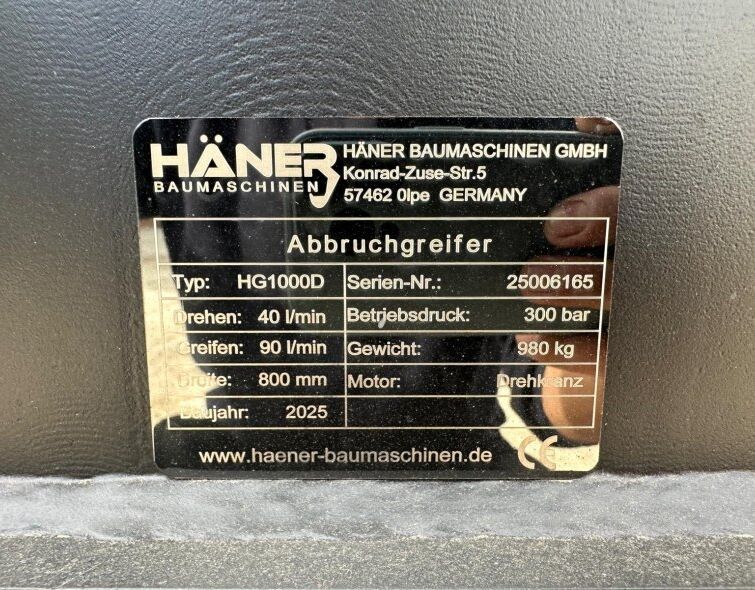 HÄNER
BAUMASCHINEN
HÄNER BAUMASCHINEN GMBH
Konrad-Zuse-Str.5
57462 Olpe GERMANY
Abbruchgreifer
Typ: HG1000D Serien-Nr.: 25006165
Drehen: 40 l/min Betriebsdruck: 300 bar
Greifen: 90 l/min Gewicht: 980 kg
Breite: 800 mm Motor: Drehkranz
Baujahr: 2025
www.haener-baumaschinen.de CE